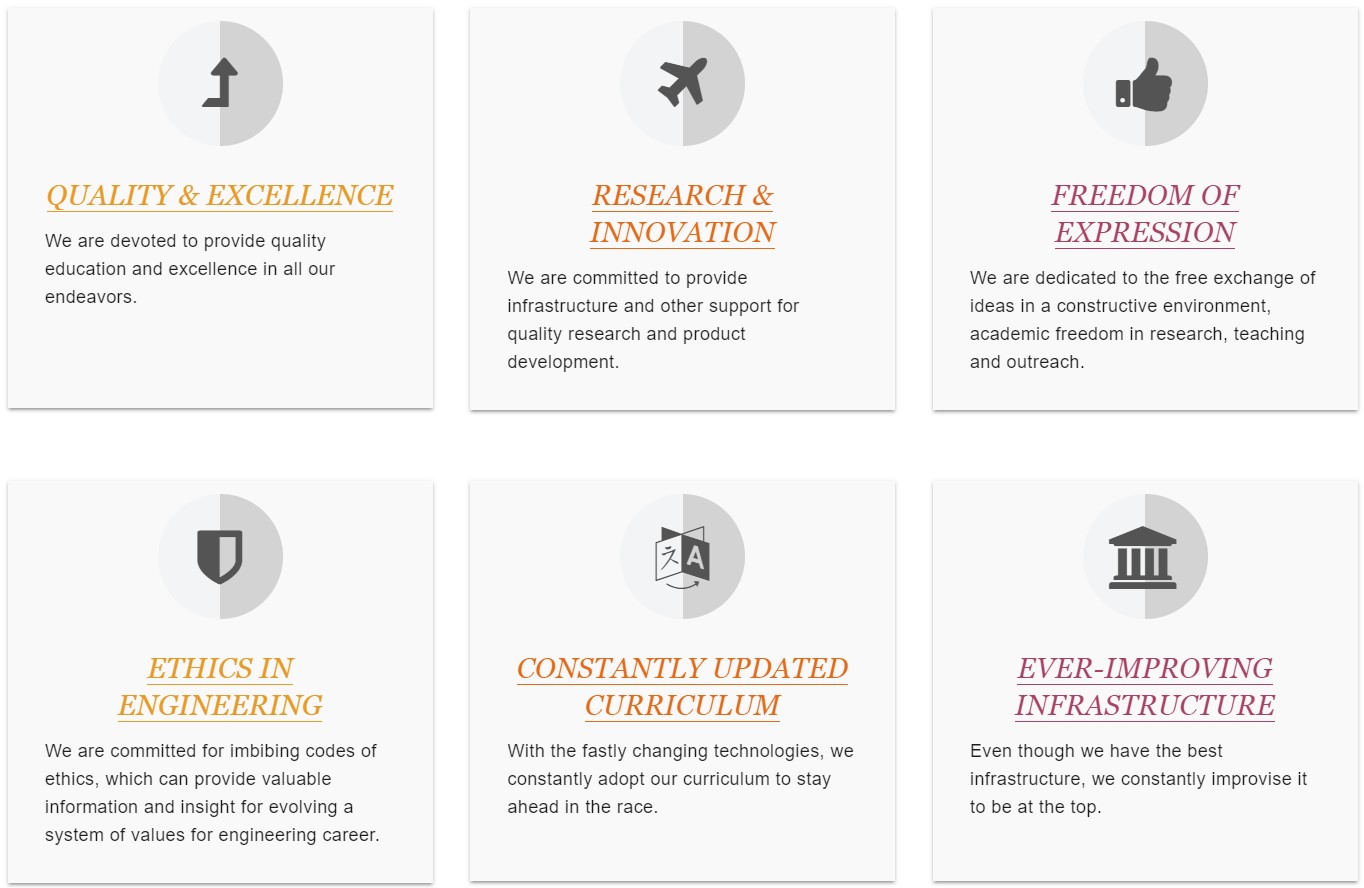 QUALITY & EXCELLENCE
We are devoted to provide quality
education and excellence in all our
endeavors.
RESEARCH &
INNOVATION
We are committed to provide
infrastructure and other support for
quality research and product
development.
FREEDOM OF
EXPRESSION
We are dedicated to the free exchange of
ideas in a constructive environment,
academic freedom in research, teaching
and outreach.
ETHICS IN
ENGINEERING
We are committed for imbibing codes of
ethics, which can provide valuable
information and insight for evolving a
system of values for engineering career.
A
CONSTANTLY UPDATED
CURRICULUM
With the fastly changing technologies, we
constantly adopt our curriculum to stay
ahead in the race.
EVER-IMPROVING
INFRASTRUCTURE
Even though we have the best
infrastructure, we constantly improvise it
to be at the top.